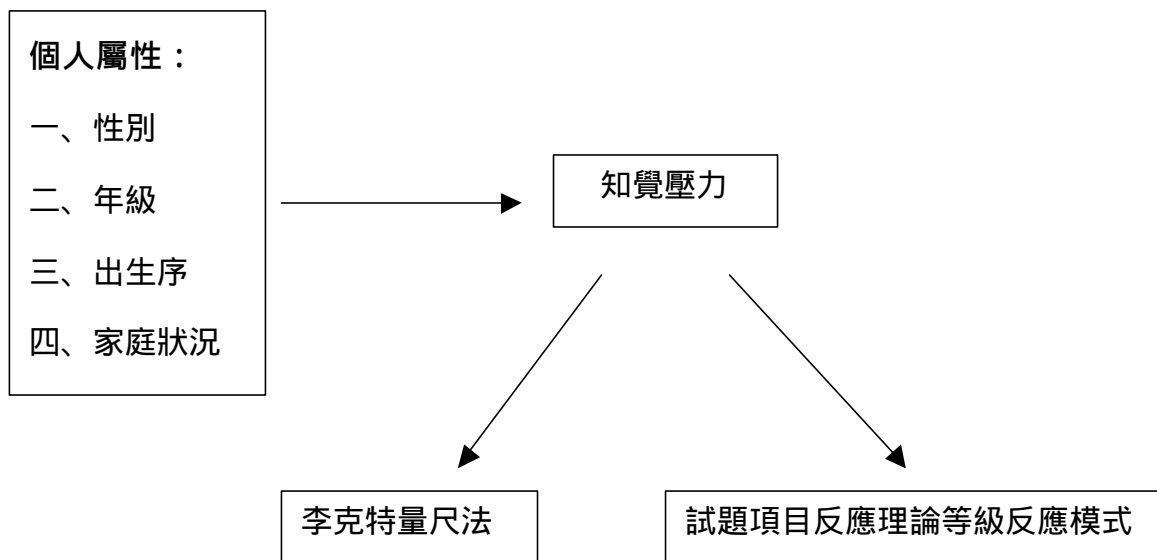 個人屬性：
一、性別
二、年級
三、出生序
四、家庭狀況
知覺壓力
李克特量尺法
試題項目反應理論等級反應模式